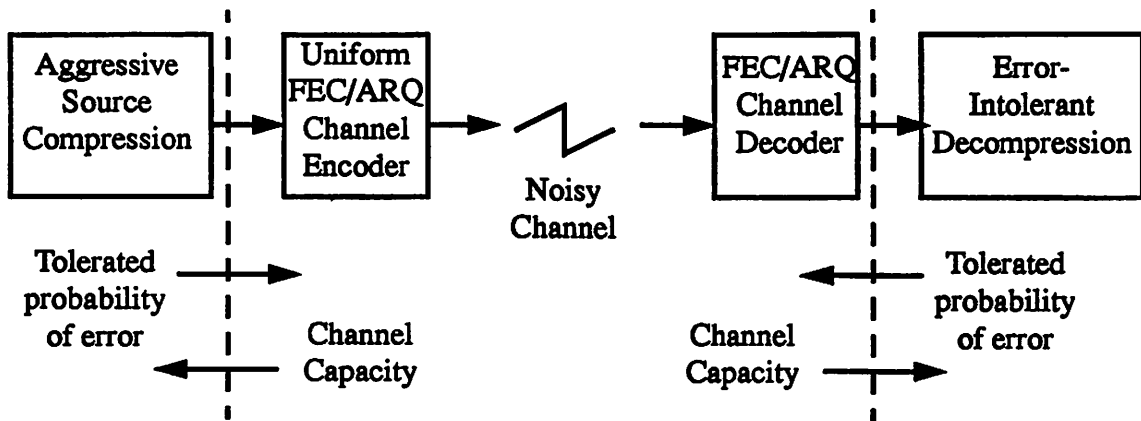 Aggressive
Source
Compression
Uniform
FEC/ARQ
Channel
Encoder
Noisy
Channel
FEC/ARQ
Channel
Decoder
Error-
Intolerant
Decompression
Tolerated
probability
of error
Channel
Capacity
Channel
Capacity
Tolerated
probability
of error